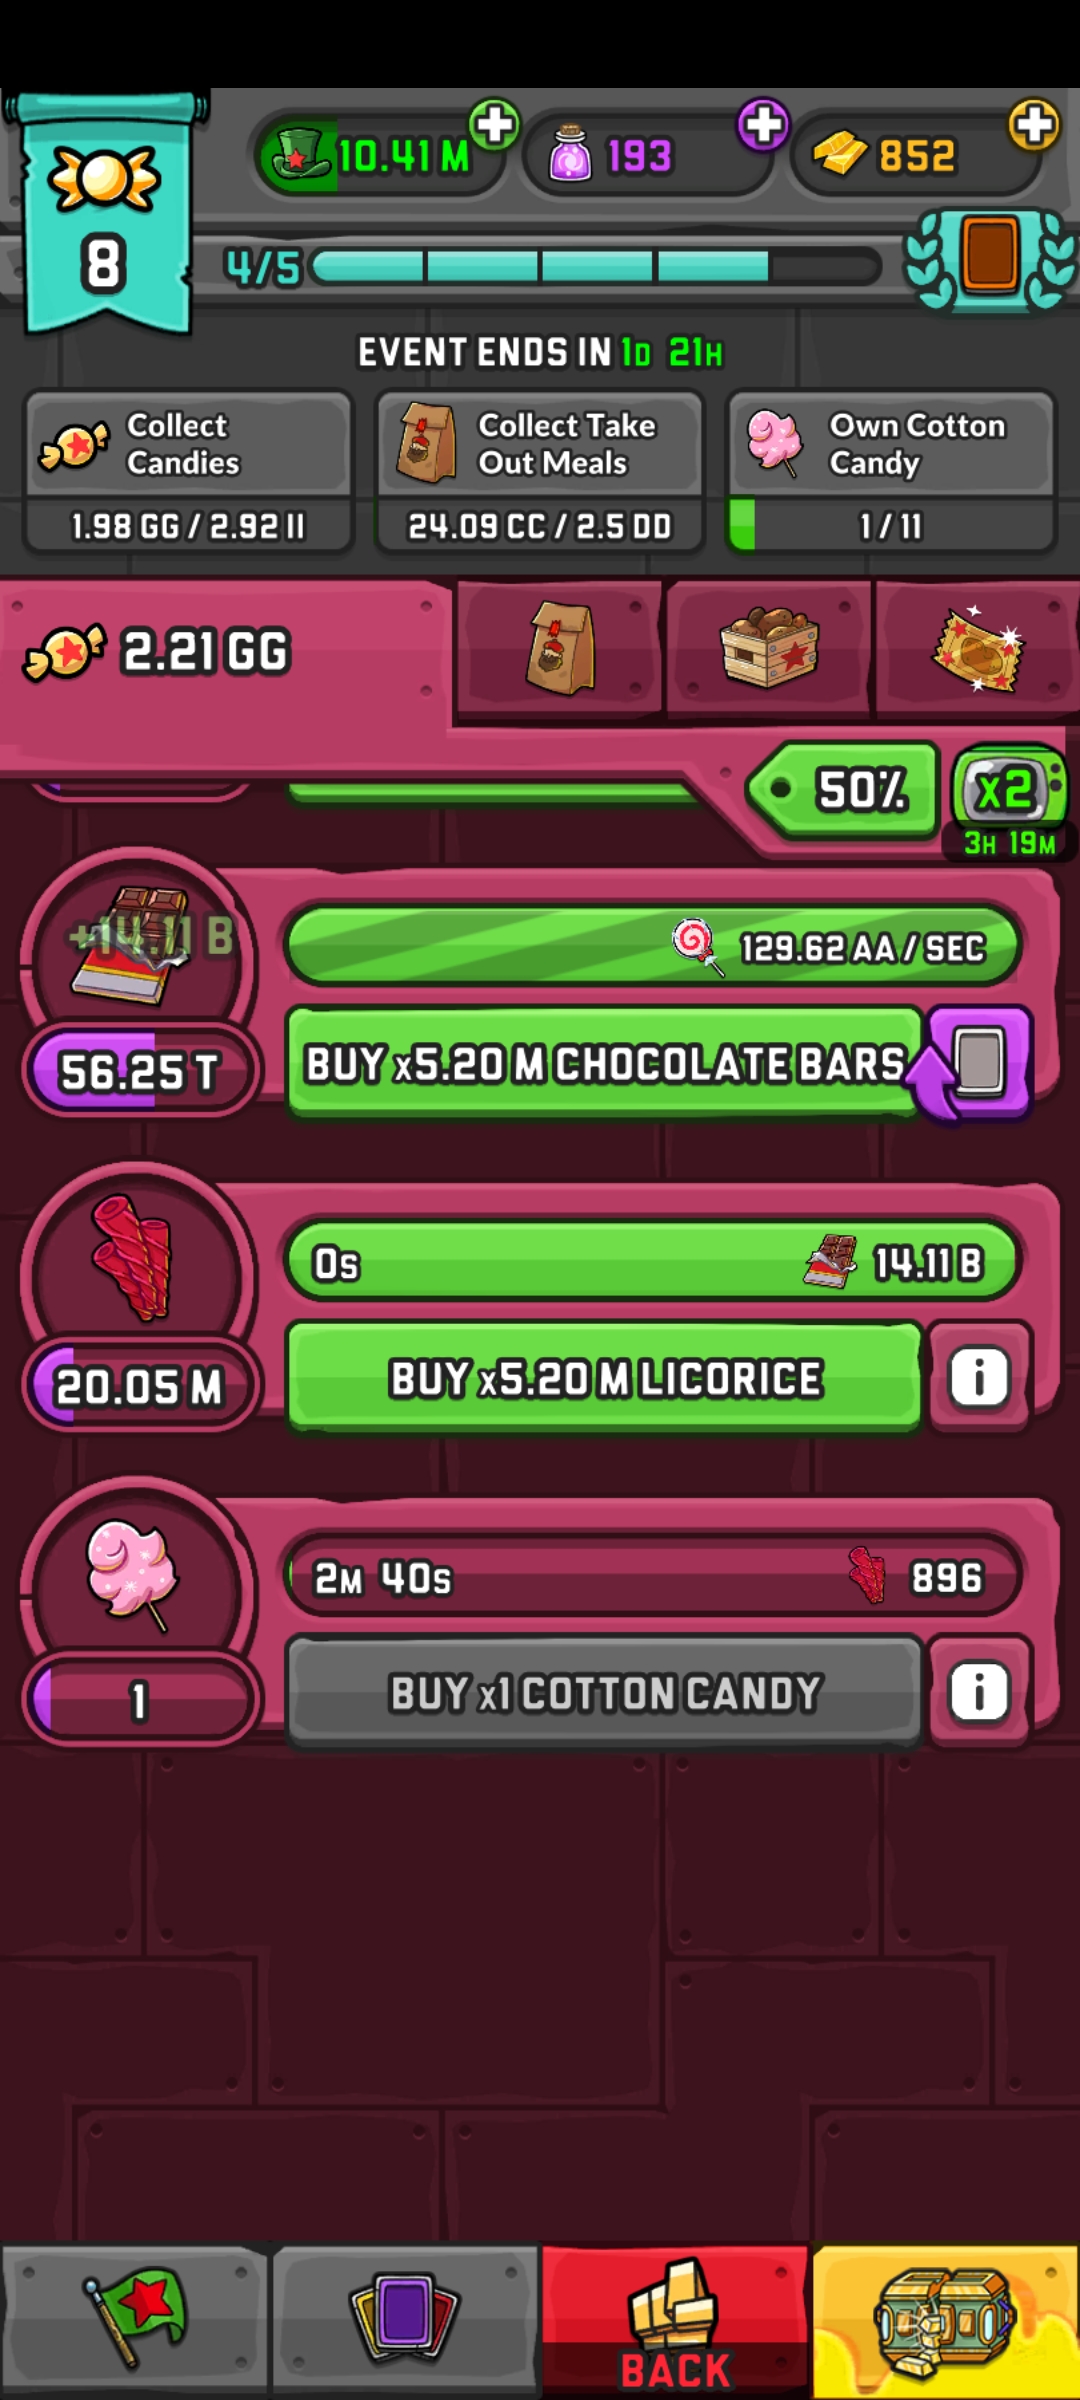 10.41 M
193
852
8
4/5
EVENT ENDS IN 1D 21H
Collect Candies
1.98 GG / 2.92 II
Collect Take Out Meals
24.09 CC / 2.5 DD
Own Cotton Candy
1 / 11
2.21 GG
50%
x2
3H 19M
+14.11 B
129.62 AA / SEC
56.25 T
BUY x5.20 M CHOCOLATE BARS
0s
14.11 B
20.05 M
BUY x5.20 M LICORICE
i
2M 40s
896
1
BUY x1 COTTON CANDY
i
BACK